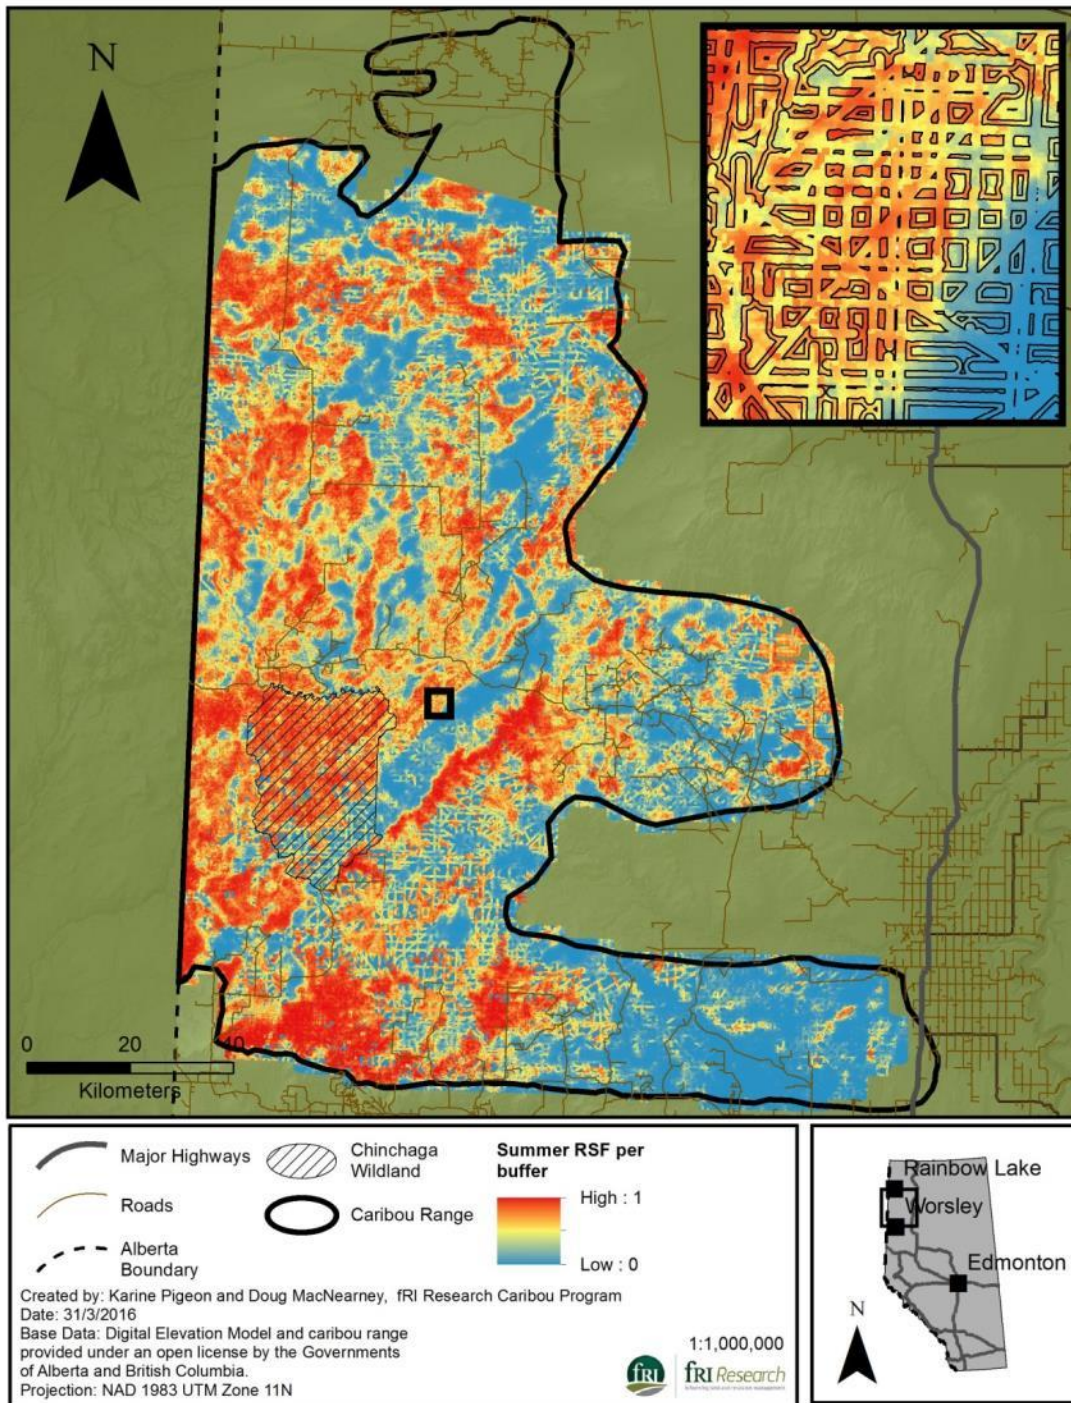 N
0 20 40
Kilometers
Major Highways
Roads
Alberta
Boundary
Chinchaga
Wildland
Caribou Range
Summer RSF per
buffer
High : 1
Low : 0
Created by: Karine Pigeon and Doug MacNearney, fRI Research Caribou Program
Date: 31/3/2016
Base Data: Digital Elevation Model and caribou range
provided under an open license by the Governments
of Alberta and British Columbia.
Projection: NAD 1983 UTM Zone 11N
1:1,000,000
fRI
fRI Research
Rainbow Lake
Worsley
Edmonton
N